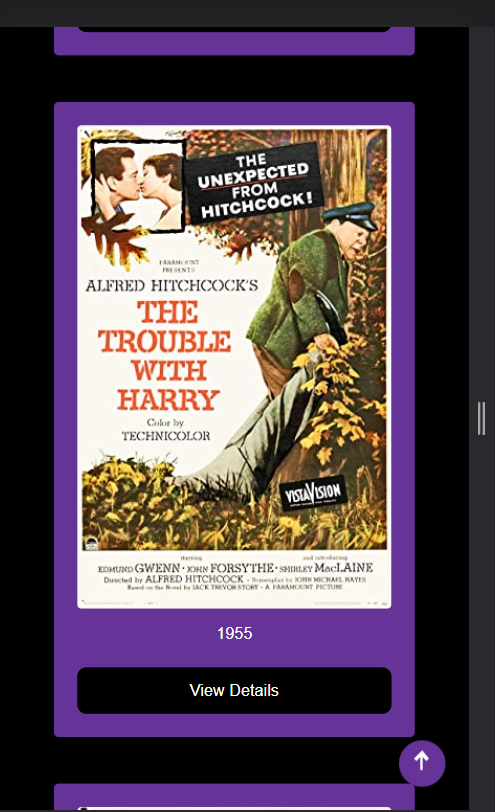 THE
UNEXPECTED
FROM
HITCHCOCK!
PARAMOUNT
PRESENTS
ALFRED HITCHCOCK'S
THE
TROUBLE
WITH
HARRY
Color by
TECHNICOLOR
VISTAVISION
starring and introducing
EDMUND GWENN · JOHN FORSYTHE · SHIRLEY MacLAINE
Directed by ALFRED HITCHCOCK · Screenplay by JOHN MICHAEL HAYES
Based on the Novel by JACK TREVOR STORY · A PARAMOUNT PICTURE
1955
View Details